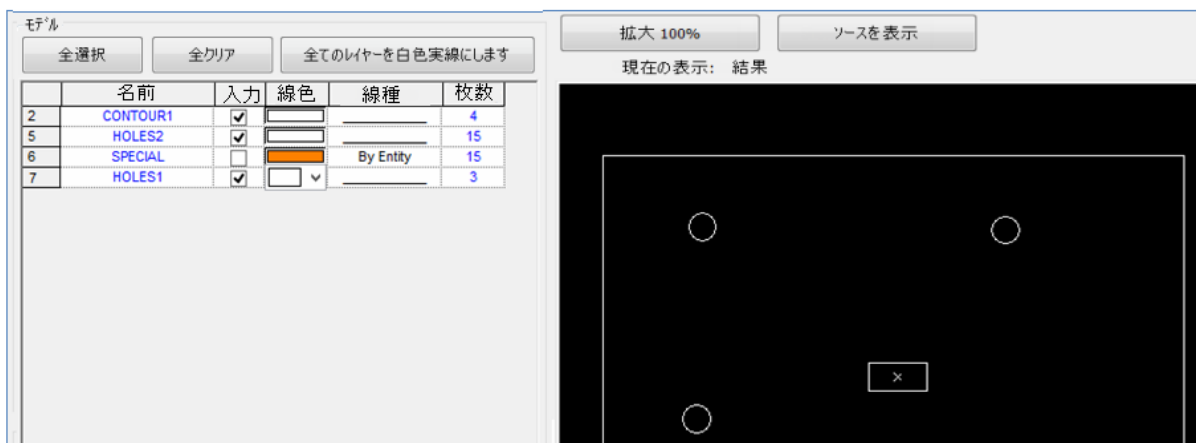 モデル
全選択 全クリア 全てのレイヤーを白色実線にします
拡大 100% ソースを表示
現在の表示: 結果
名前 入力 線色 線種 枚数
2 CONTOUR1 4
5 HOLES2 15
6 SPECIAL By Entity 15
7 HOLES1 3